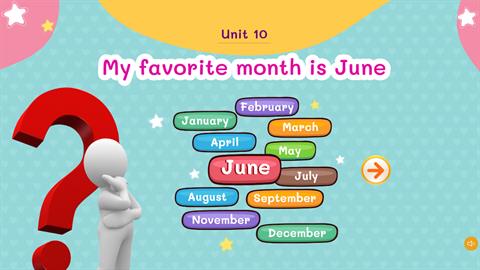 Unit 10
My favorite month is June
February
January
March
April
May
June
July
August
September
November
December